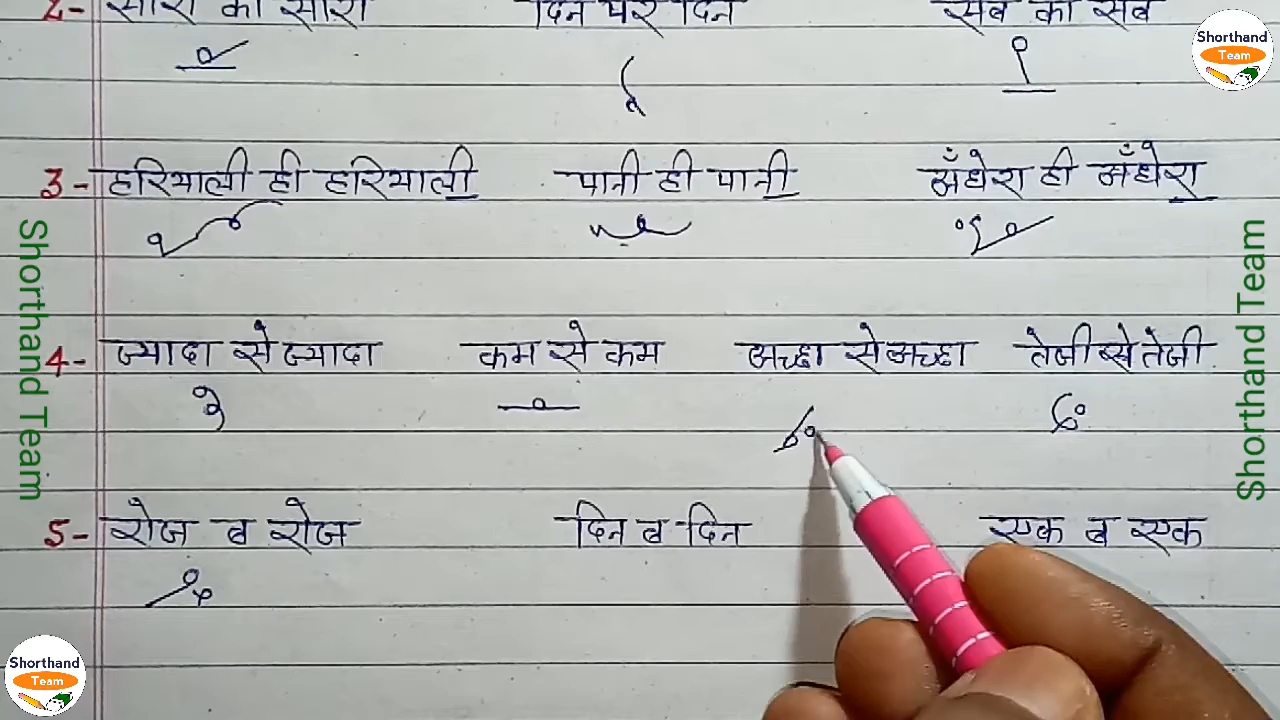 2- सारा का सारा दिन पर दिन सब का सब
Shorthand
Team
3- हरियाली ही हरियाली पानी ही पानी अँधेरा ही अँधेरा
Shorthand Team
Shorthand Team
4- ज्यादा से ज्यादा कम से कम अच्छा से अच्छा तेजी से तेजी
5- रोज ब रोज दिन ब दिन एक ब एक
Shorthand
Team